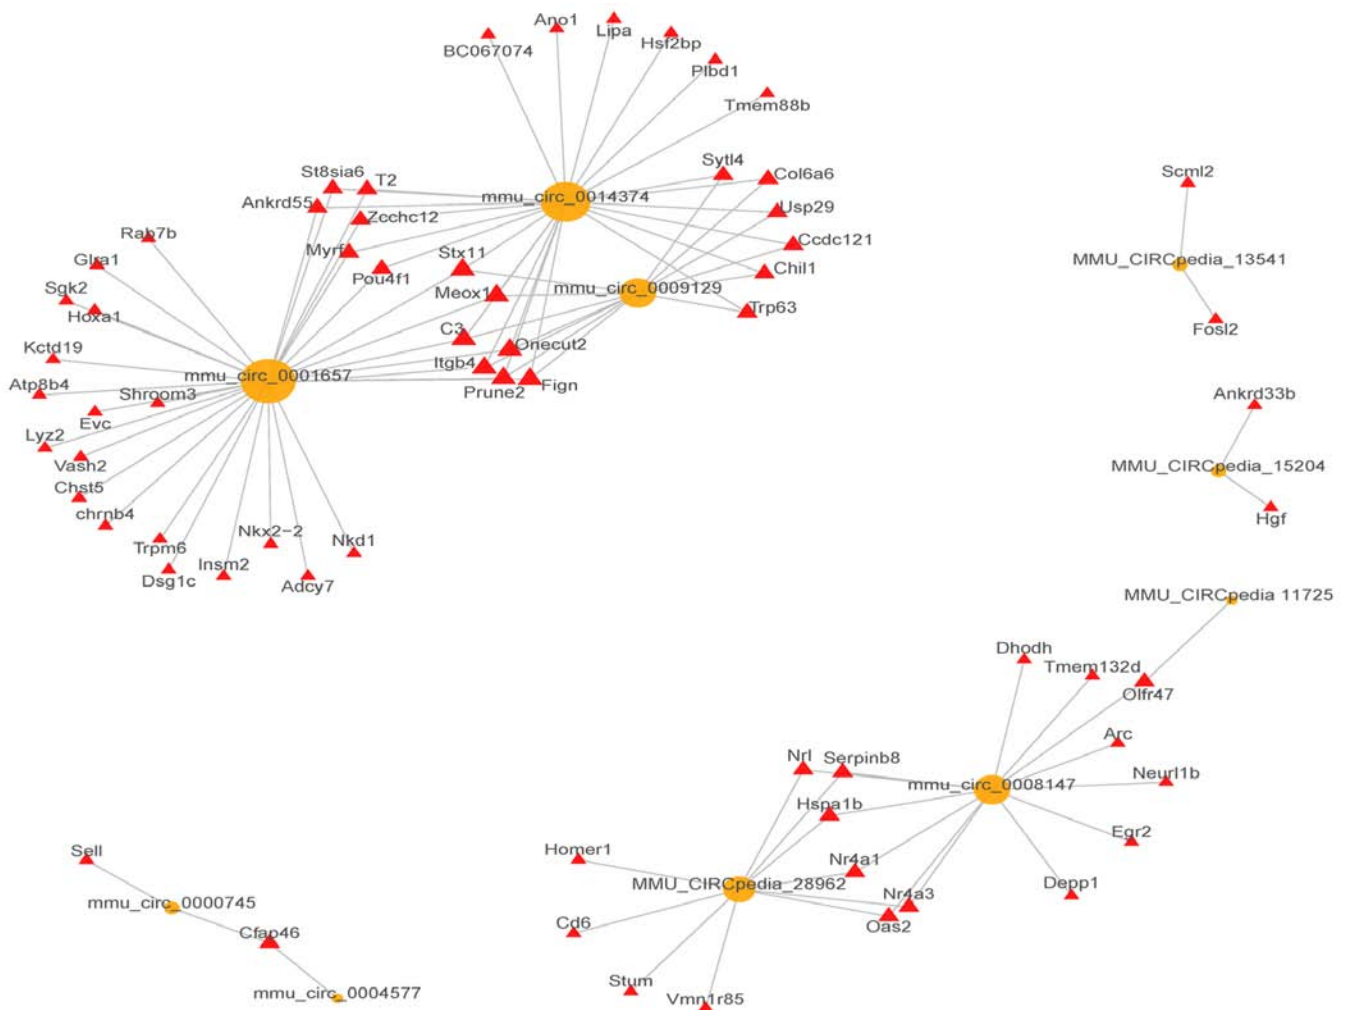 Ano1
Lipa
BC067074
Hsf2bp
Plbd1
Tmem88b
St8sia6
T2
Sytl4
Col6a6
Scml2
Ankrd55
mmu_circ_0014374
Usp29
Zcchc12
Rab7b
Myrf
Stx11
Ccdc121
Glra1
Pou4f1
Chil1
MMU_CIRCpedia_13541
Sgk2
Meox1
mmu_circ_0009129
Trp63
Hoxa1
C3
Onecut2
Fosl2
Kctd19
Itgb4
mmu_circ_0001657
Atp8b4
Shroom3
Prune2
Fign
Ankrd33b
Evc
Lyz2
Vash2
MMU_CIRCpedia_15204
Chst5
chrnb4
Hgf
Trpm6
Nkx2-2
Nkd1
Dsg1c
Insm2
Adcy7
MMU_CIRCpedia 11725
Dhodh
Tmem132d
Olfr47
Arc
Nrl
Serpinb8
Neurl1b
mmu_circ_0008147
Hspa1b
Egr2
Sell
Homer1
Nr4a1
MMU_CIRCpedia_28962
Depp1
mmu_circ_0000745
Nr4a3
Cd6
Oas2
Cfap46
Stum
mmu_circ_0004577
Vmn1r85